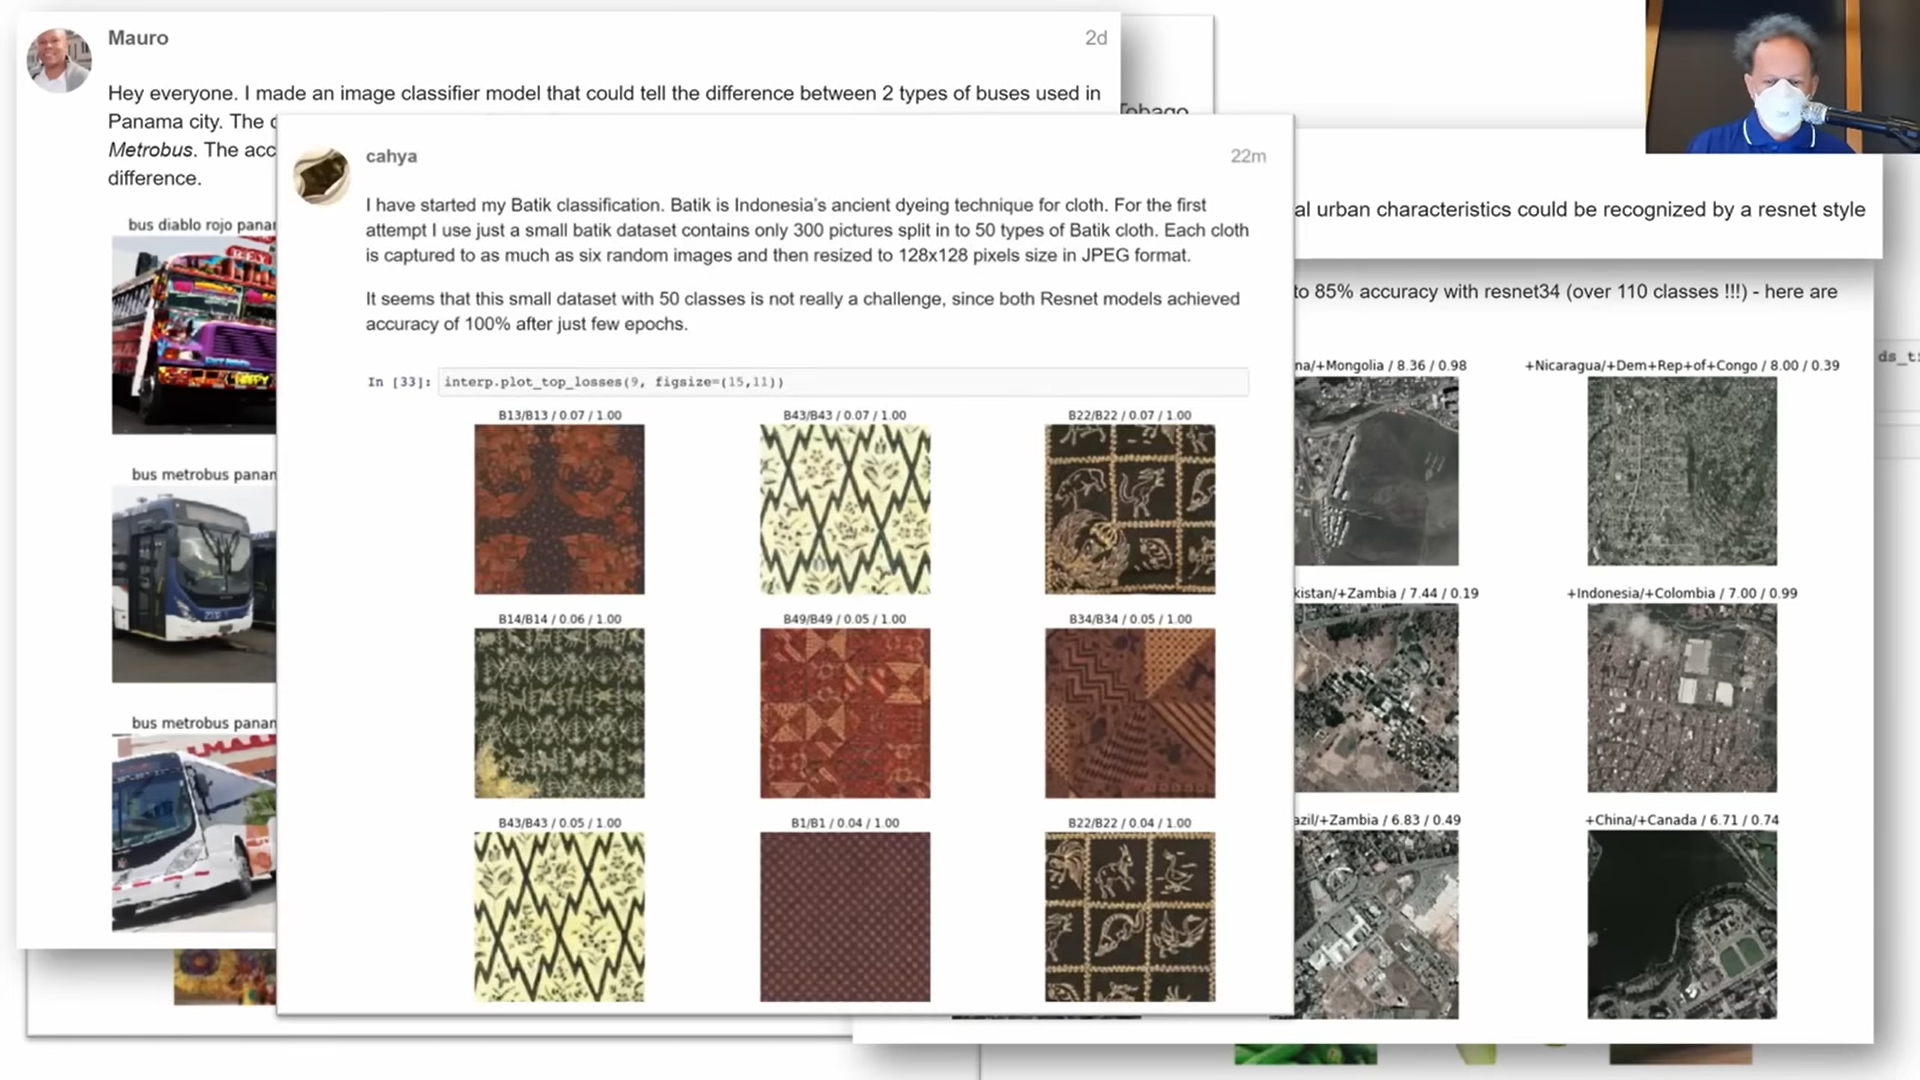 Mauro
2d
Hey everyone. I made an image classifier model that could tell the difference between 2 types of buses used in
Panama city. The
Metrobus. The acc
difference.
bus diablo rojo panar
bus metrobus panar
bus metrobus panar
Tobago
cahya
22m
I have started my Batik classification. Batik is Indonesia's ancient dyeing technique for cloth. For the first
attempt I use just a small batik dataset contains only 300 pictures split in to 50 types of Batik cloth. Each cloth
is captured to as much as six random images and then resized to 128x128 pixels size in JPEG format.
It seems that this small dataset with 50 classes is not really a challenge, since both Resnet models achieved
accuracy of 100% after just few epochs.
In [33]: interp.plot_top_losses(9, figsize=(15,11))
B13/B13 / 0.07 / 1.00
B43/B43 / 0.07 / 1.00
B22/B22 / 0.07 / 1.00
B14/B14 / 0.06 / 1.00
B49/B49 / 0.05 / 1.00
B34/B34 / 0.05 / 1.00
B43/B43 / 0.05 / 1.00
B1/B1 / 0.04 / 1.00
B22/B22 / 0.04 / 1.00
al urban characteristics could be recognized by a resnet style
to 85% accuracy with resnet34 (over 110 classes !!!) - here are
ds_t
na/+Mongolia / 8.36 / 0.98
+Nicaragua/+Dem+Rep+of+Congo / 8.00 / 0.39
kistan/+Zambia / 7.44 / 0.19
+Indonesia/+Colombia / 7.00 / 0.99
azil/+Zambia / 6.83 / 0.49
+China/+Canada / 6.71 / 0.74